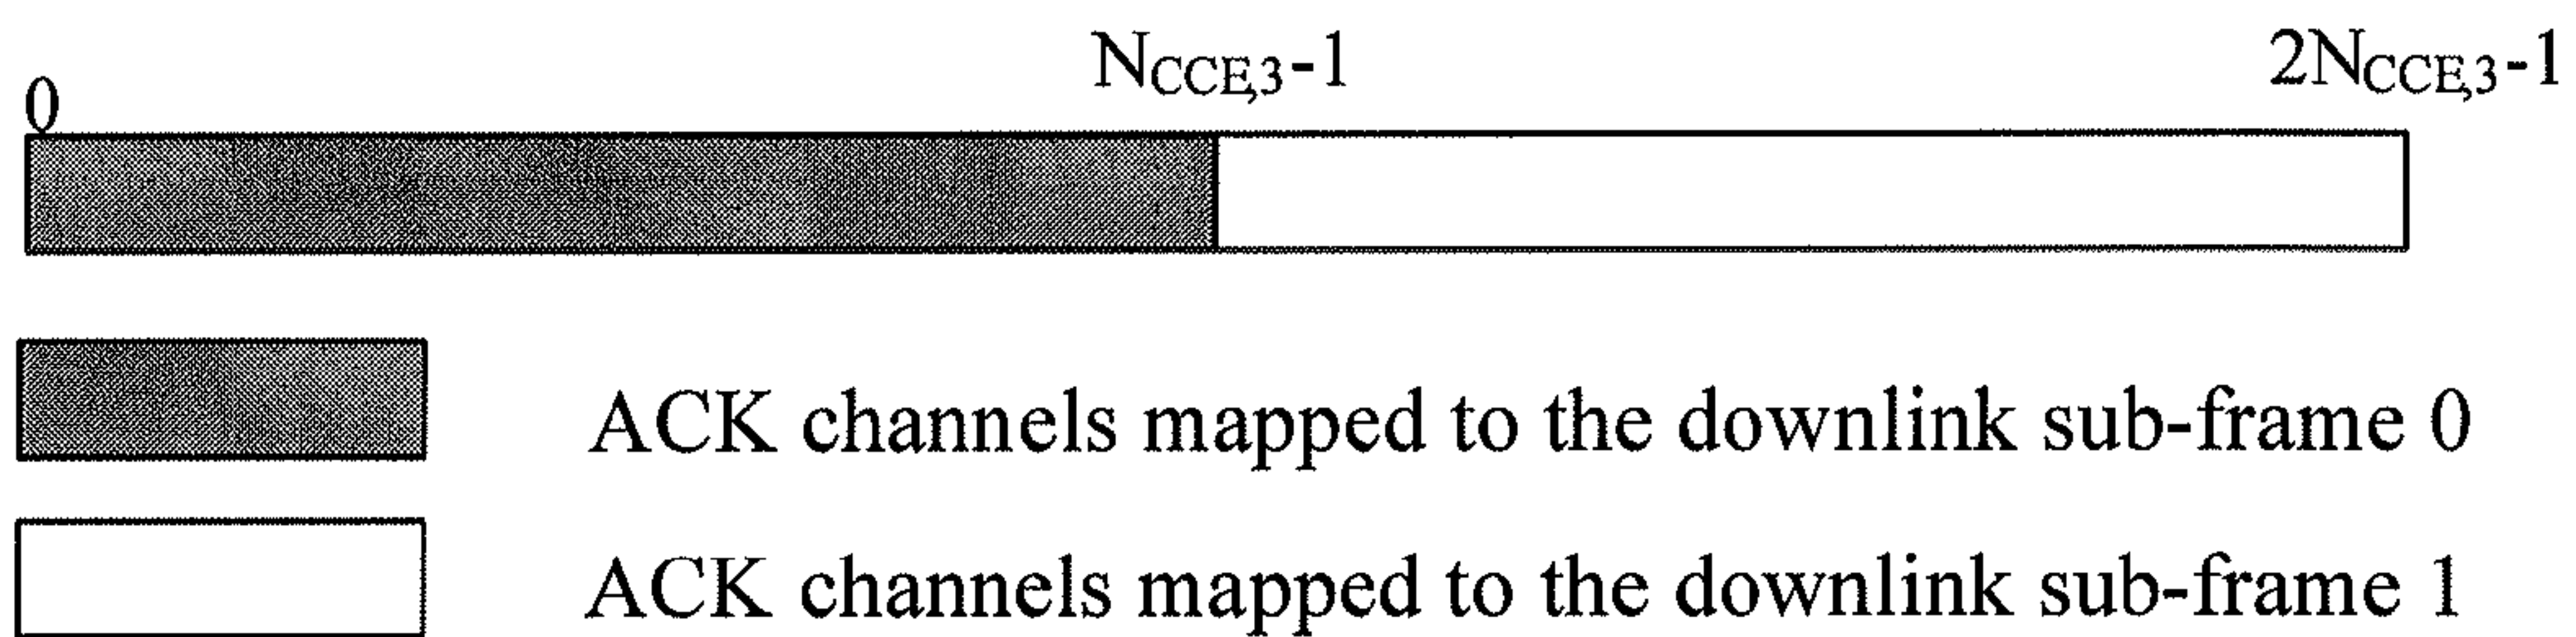 0 N_CCE,3-1 2N_CCE,3-1
ACK channels mapped to the downlink sub-frame 0
ACK channels mapped to the downlink sub-frame 1